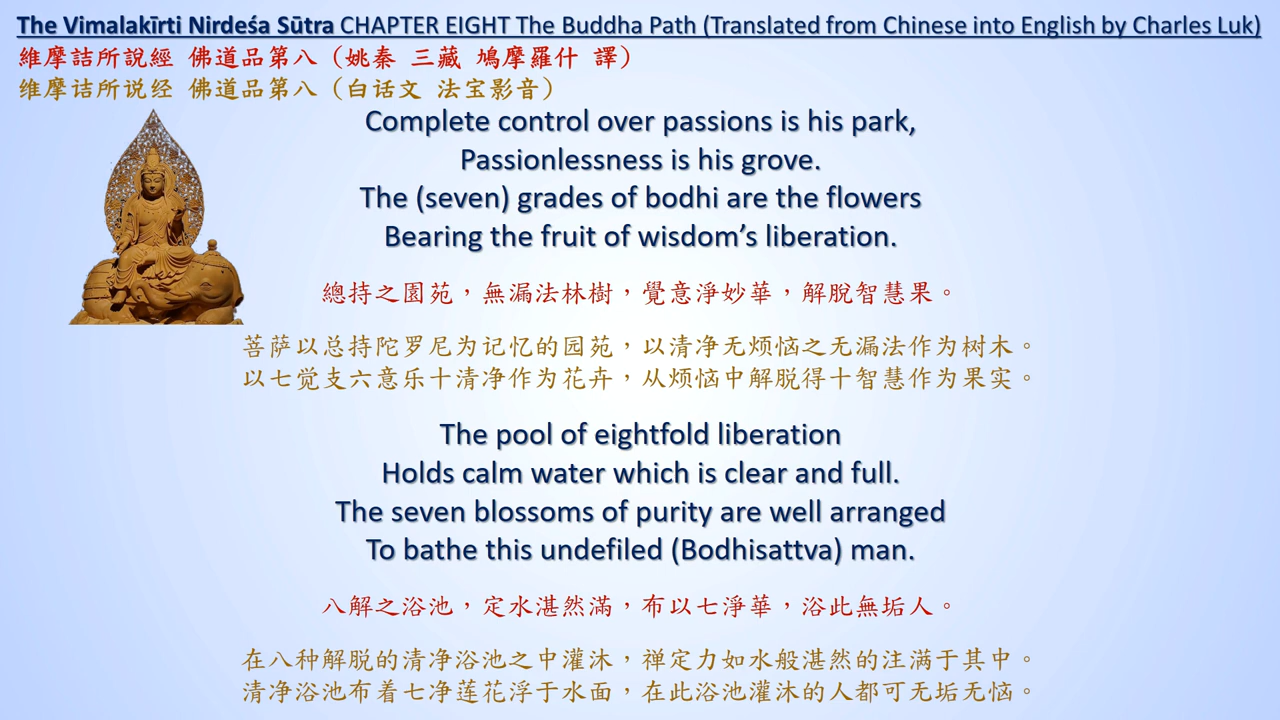 The Vimalakīrti Nirdeśa Sūtra CHAPTER EIGHT The Buddha Path (Translated from Chinese into English by Charles Luk)
維摩詰所說經 佛道品第八 (姚秦 三藏 鳩摩羅什 譯)
维摩诘所说经 佛道品第八 (白话文 法宝影音)
Complete control over passions is his park,
Passionlessness is his grove.
The (seven) grades of bodhi are the flowers
Bearing the fruit of wisdom’s liberation.
總持之園苑，無漏法林樹，覺意淨妙華，解脫智慧果。
菩萨以总持陀罗尼为记忆的园苑，以清净无烦恼之无漏法作为树木。
以七觉支六意乐十清净作为花卉，从烦恼中解脱得十智慧作为果实。
The pool of eightfold liberation
Holds calm water which is clear and full.
The seven blossoms of purity are well arranged
To bathe this undefiled (Bodhisattva) man.
八解之浴池，定水湛然滿，布以七淨華，浴此無垢人。
在八种解脱的清净浴池之中灌沐，禅定力如水般湛然的注满于其中。
清净浴池布着七净莲花浮于水面，在此浴池灌沐的人都可无垢无恼。